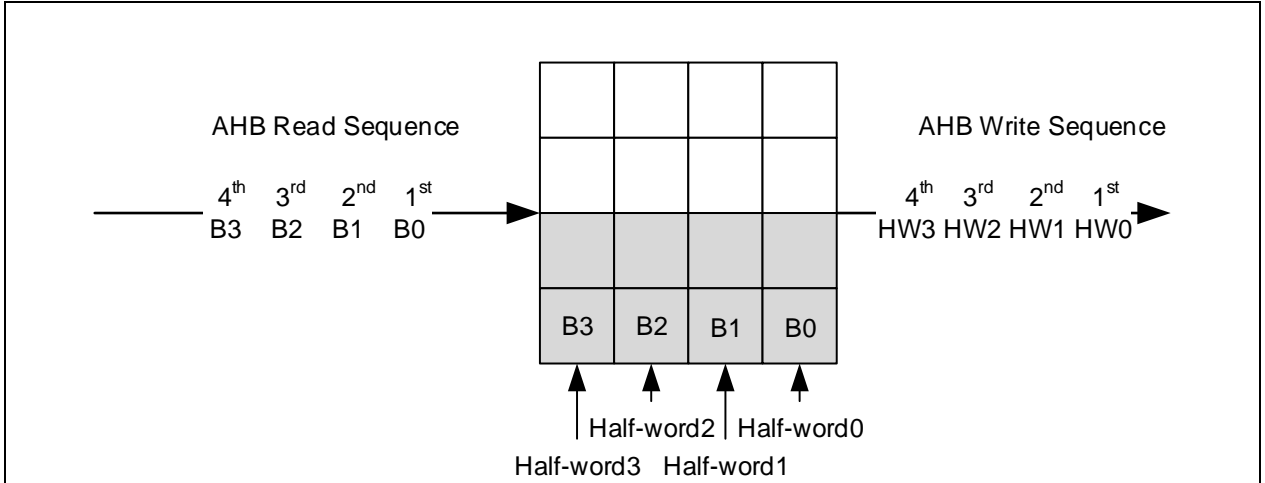 AHB Read Sequence
4th 3rd 2nd 1st
B3 B2 B1 B0
B3 B2 B1 B0
Half-word2 Half-word0
Half-word3 Half-word1
AHB Write Sequence
4th 3rd 2nd 1st
HW3 HW2 HW1 HW0